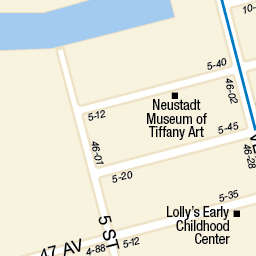 10-
5-40
46-02
Neustadt
Museum of
Tiffany Art
5-12
5-45
46-01
46-28
5-20
5-35
Lolly's Early
Childhood
Center
5 ST
47 AV
4-88
5-12